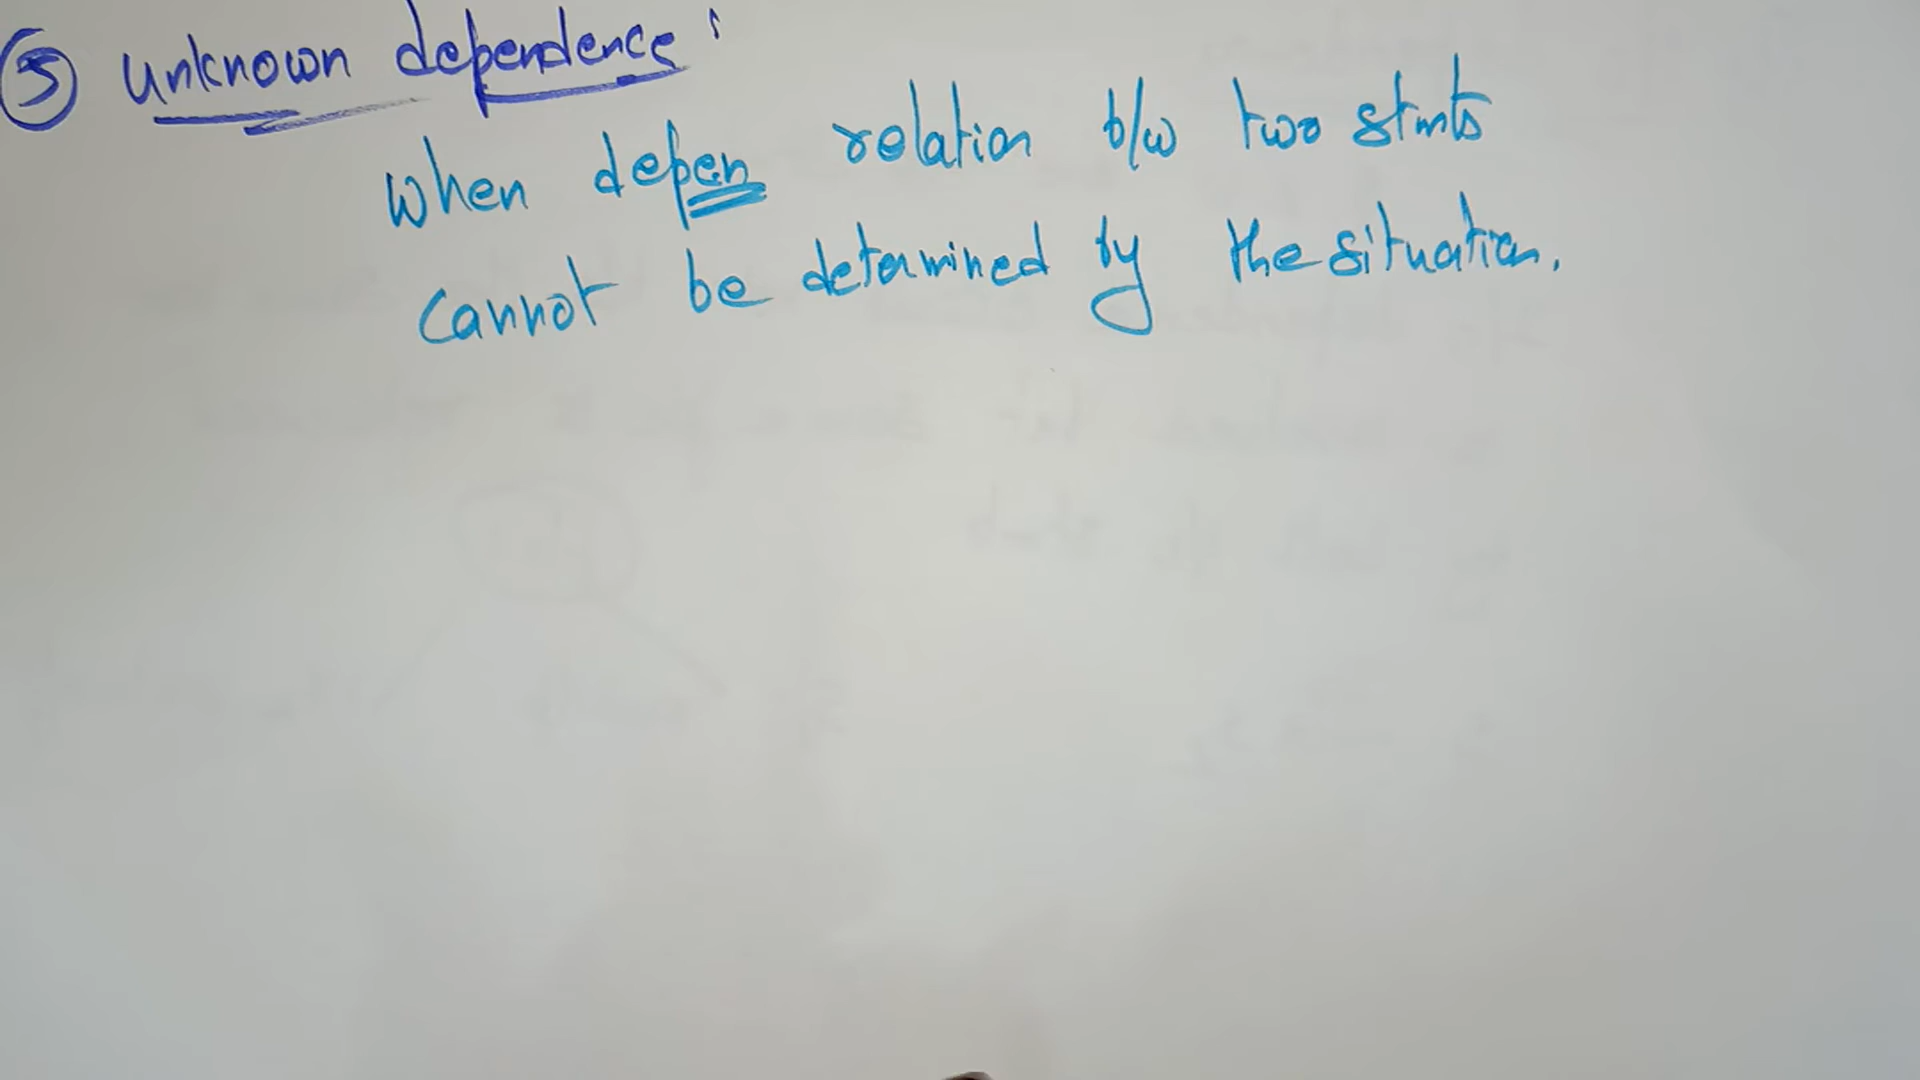 5 unknown dependence:
When depen relation b/w two stmts
cannot be determined by the situation.